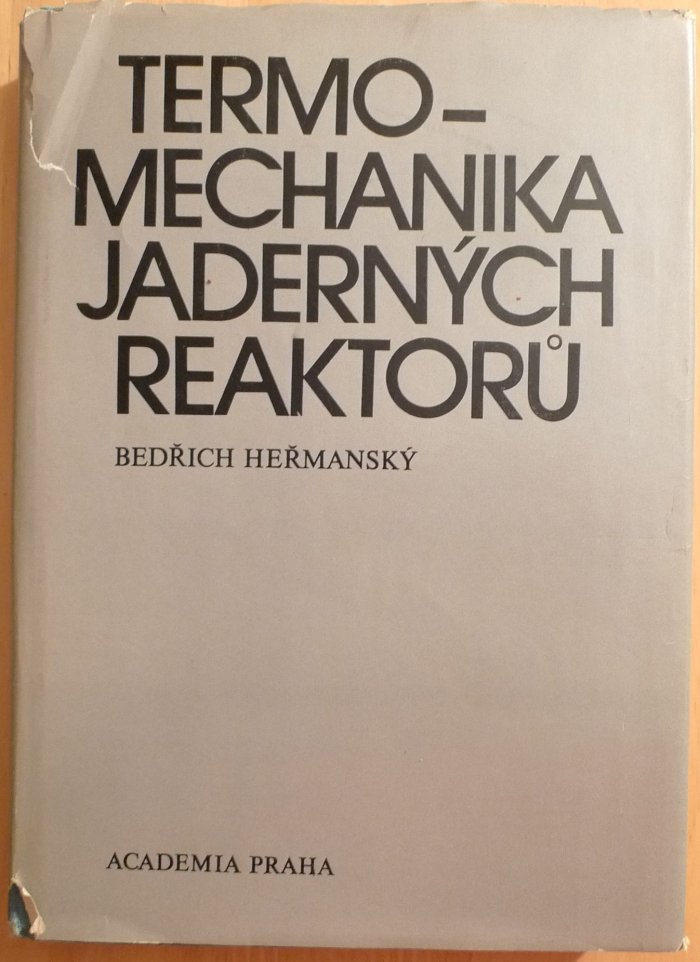 TERMO-
MECHANIKA
JADERNÝCH
REAKTORŮ
BEDŘICH HEŘMANSKÝ
ACADEMIA PRAHA